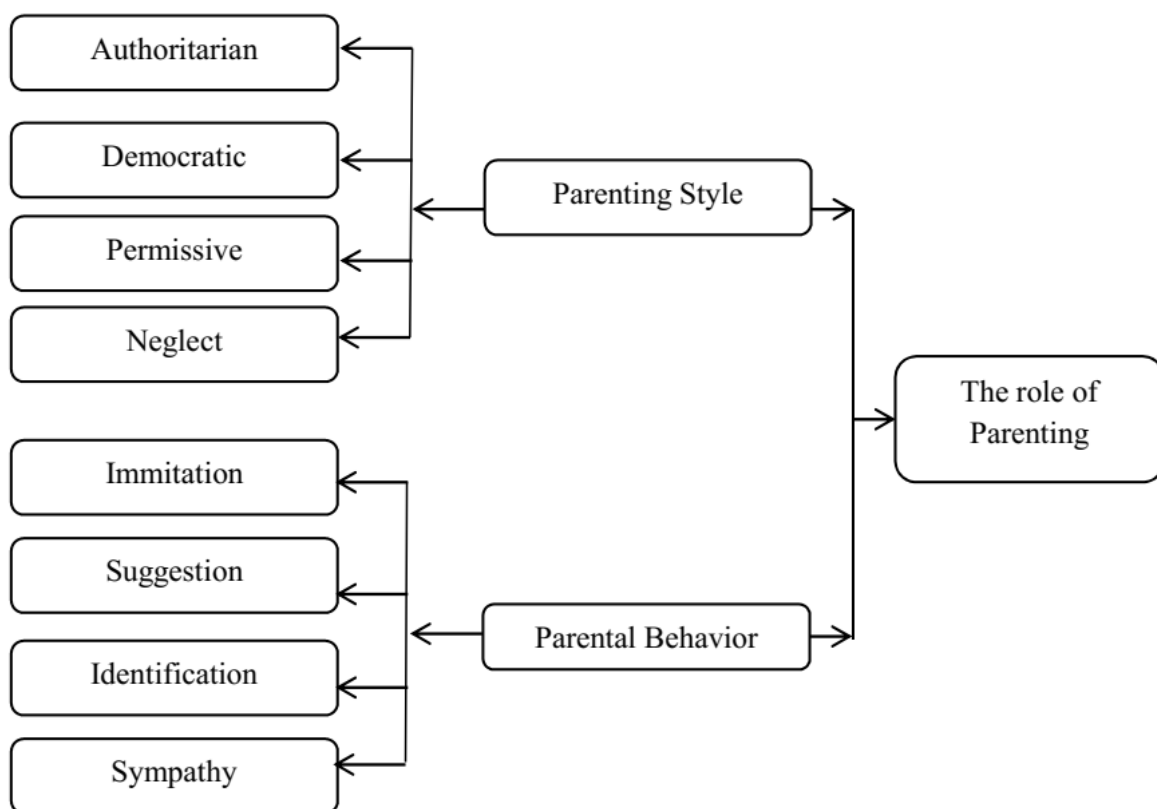 Authoritarian
Democratic
Permissive
Neglect
Parenting Style
Immitation
Suggestion
Identification
Sympathy
Parental Behavior
The role of
Parenting